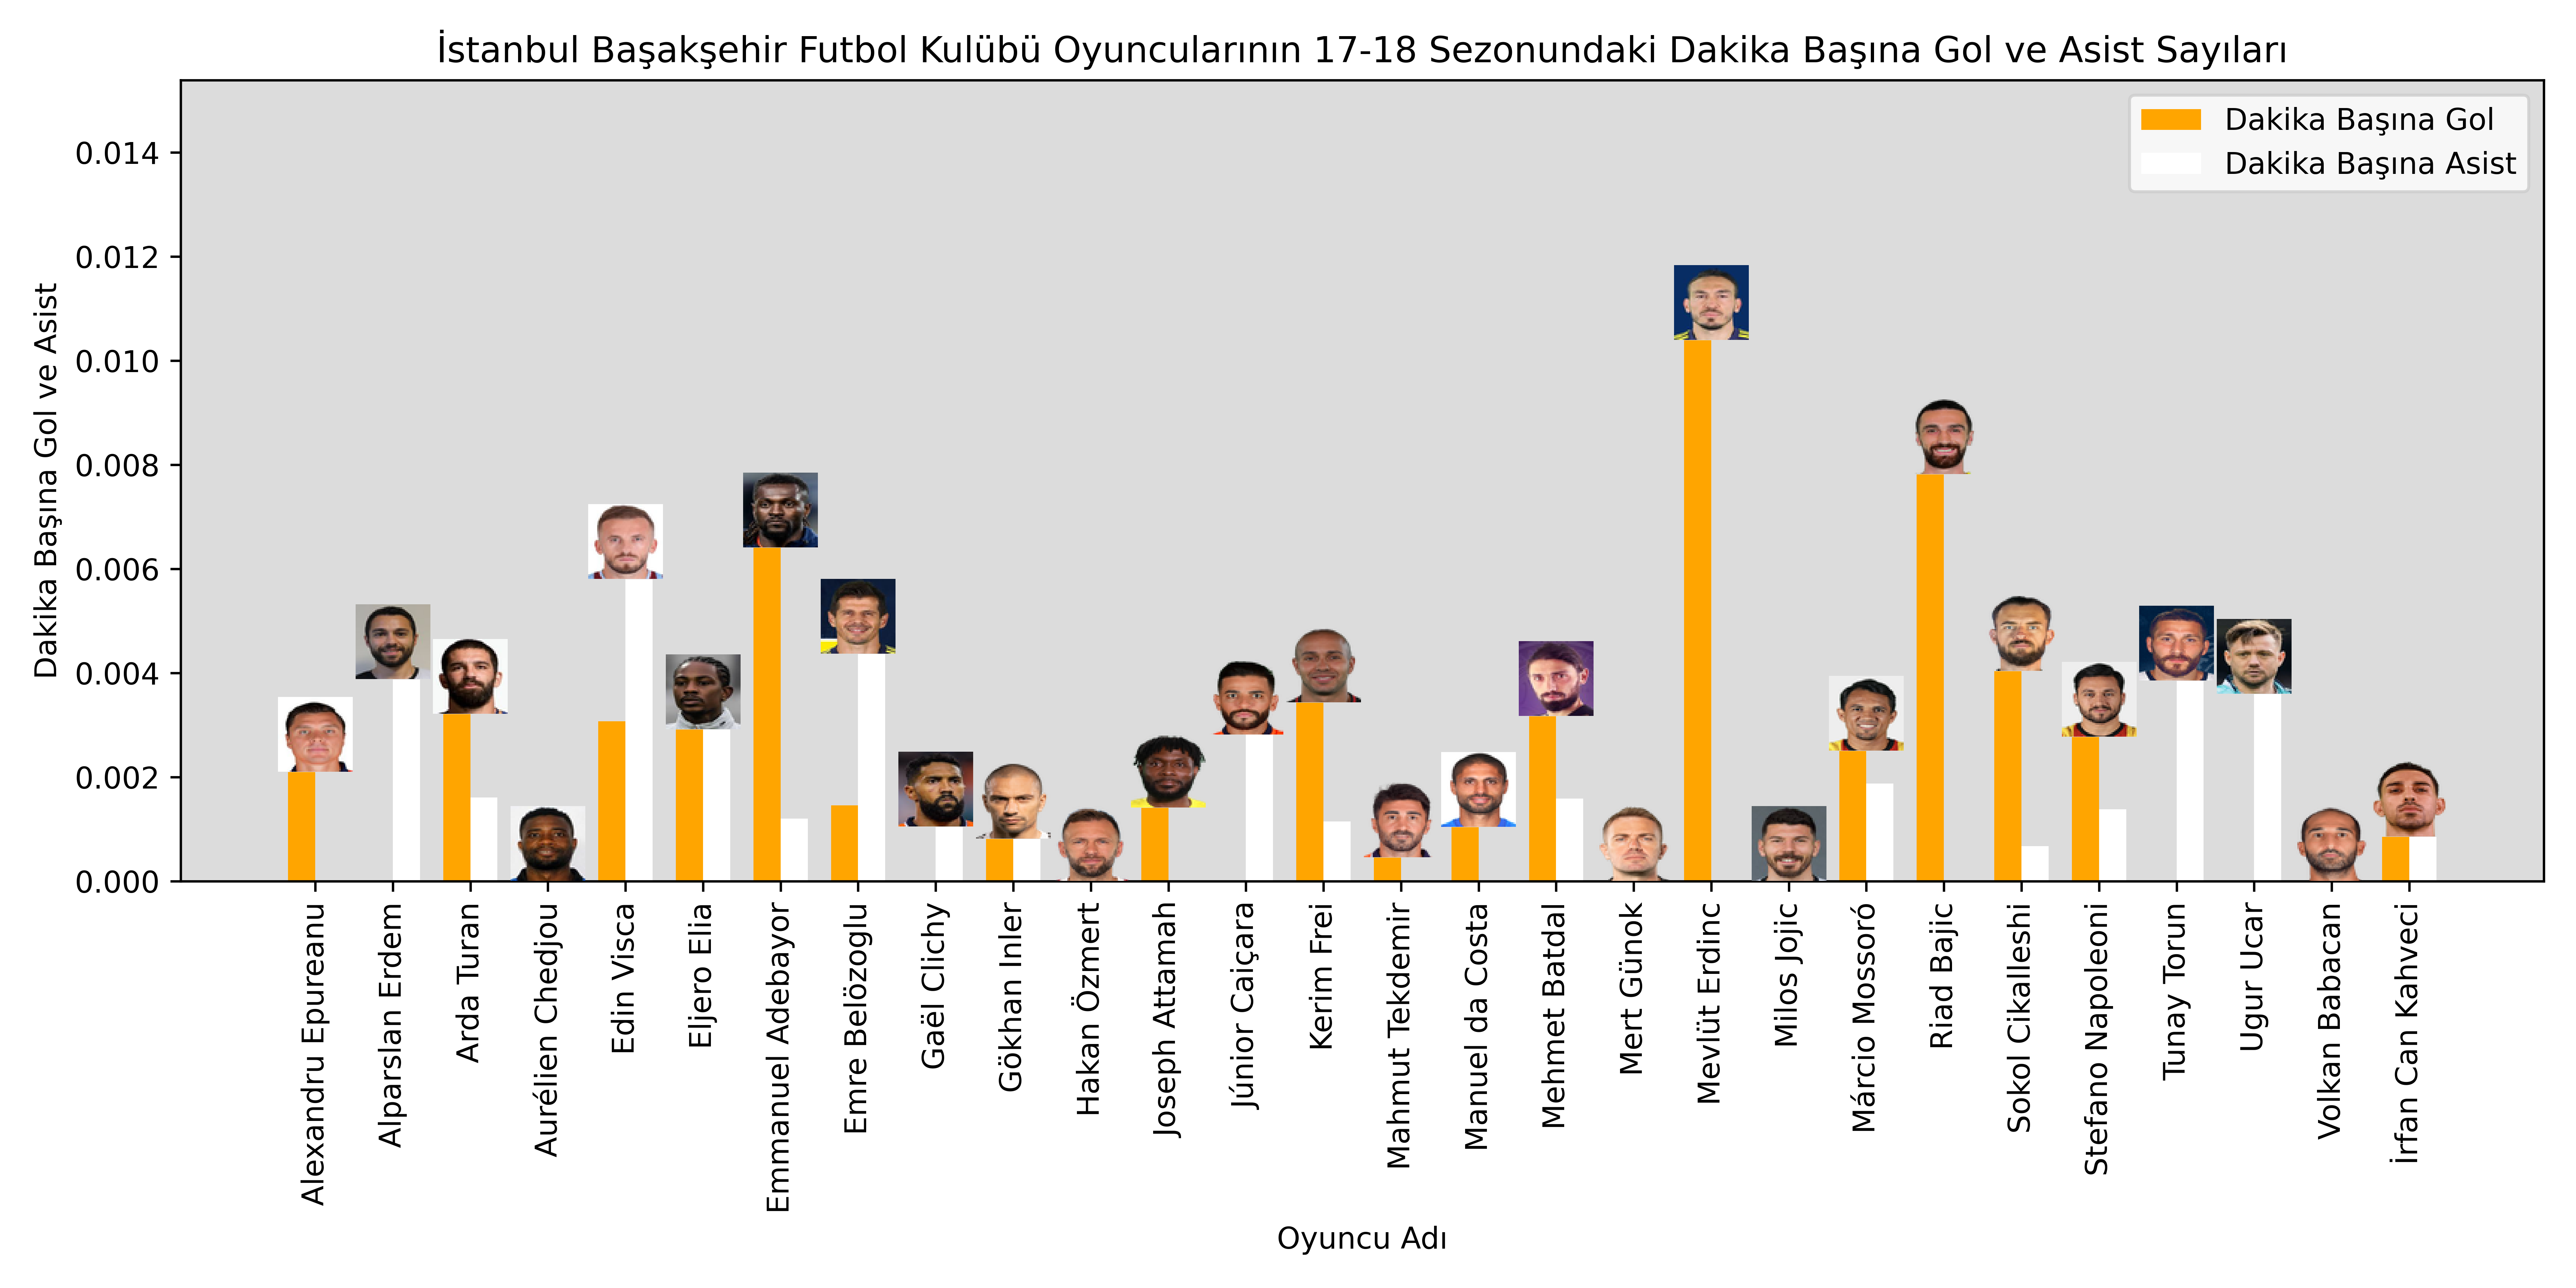 İstanbul Başakşehir Futbol Kulübü Oyuncularının 17-18 Sezonundaki Dakika Başına Gol ve Asist Sayıları
Dakika Başına Gol
Dakika Başına Asist
Dakika Başına Gol ve Asist
0.014
0.012
0.010
0.008
0.006
0.004
0.002
0.000
Alexandru Epureanu
Alparslan Erdem
Arda Turan
Aurélien Chedjou
Edin Visca
Eljero Elia
Emmanuel Adebayor
Emre Belözoglu
Gaël Clichy
Gökhan Inler
Hakan Özmert
Joseph Attamah
Júnior Caiçara
Kerim Frei
Mahmut Tekdemir
Manuel da Costa
Mehmet Batdal
Mert Günok
Mevlüt Erdinc
Milos Jojic
Márcio Mossoró
Riad Bajic
Sokol Cikalleshi
Stefano Napoleoni
Tunay Torun
Ugur Ucar
Volkan Babacan
İrfan Can Kahveci
Oyuncu Adı